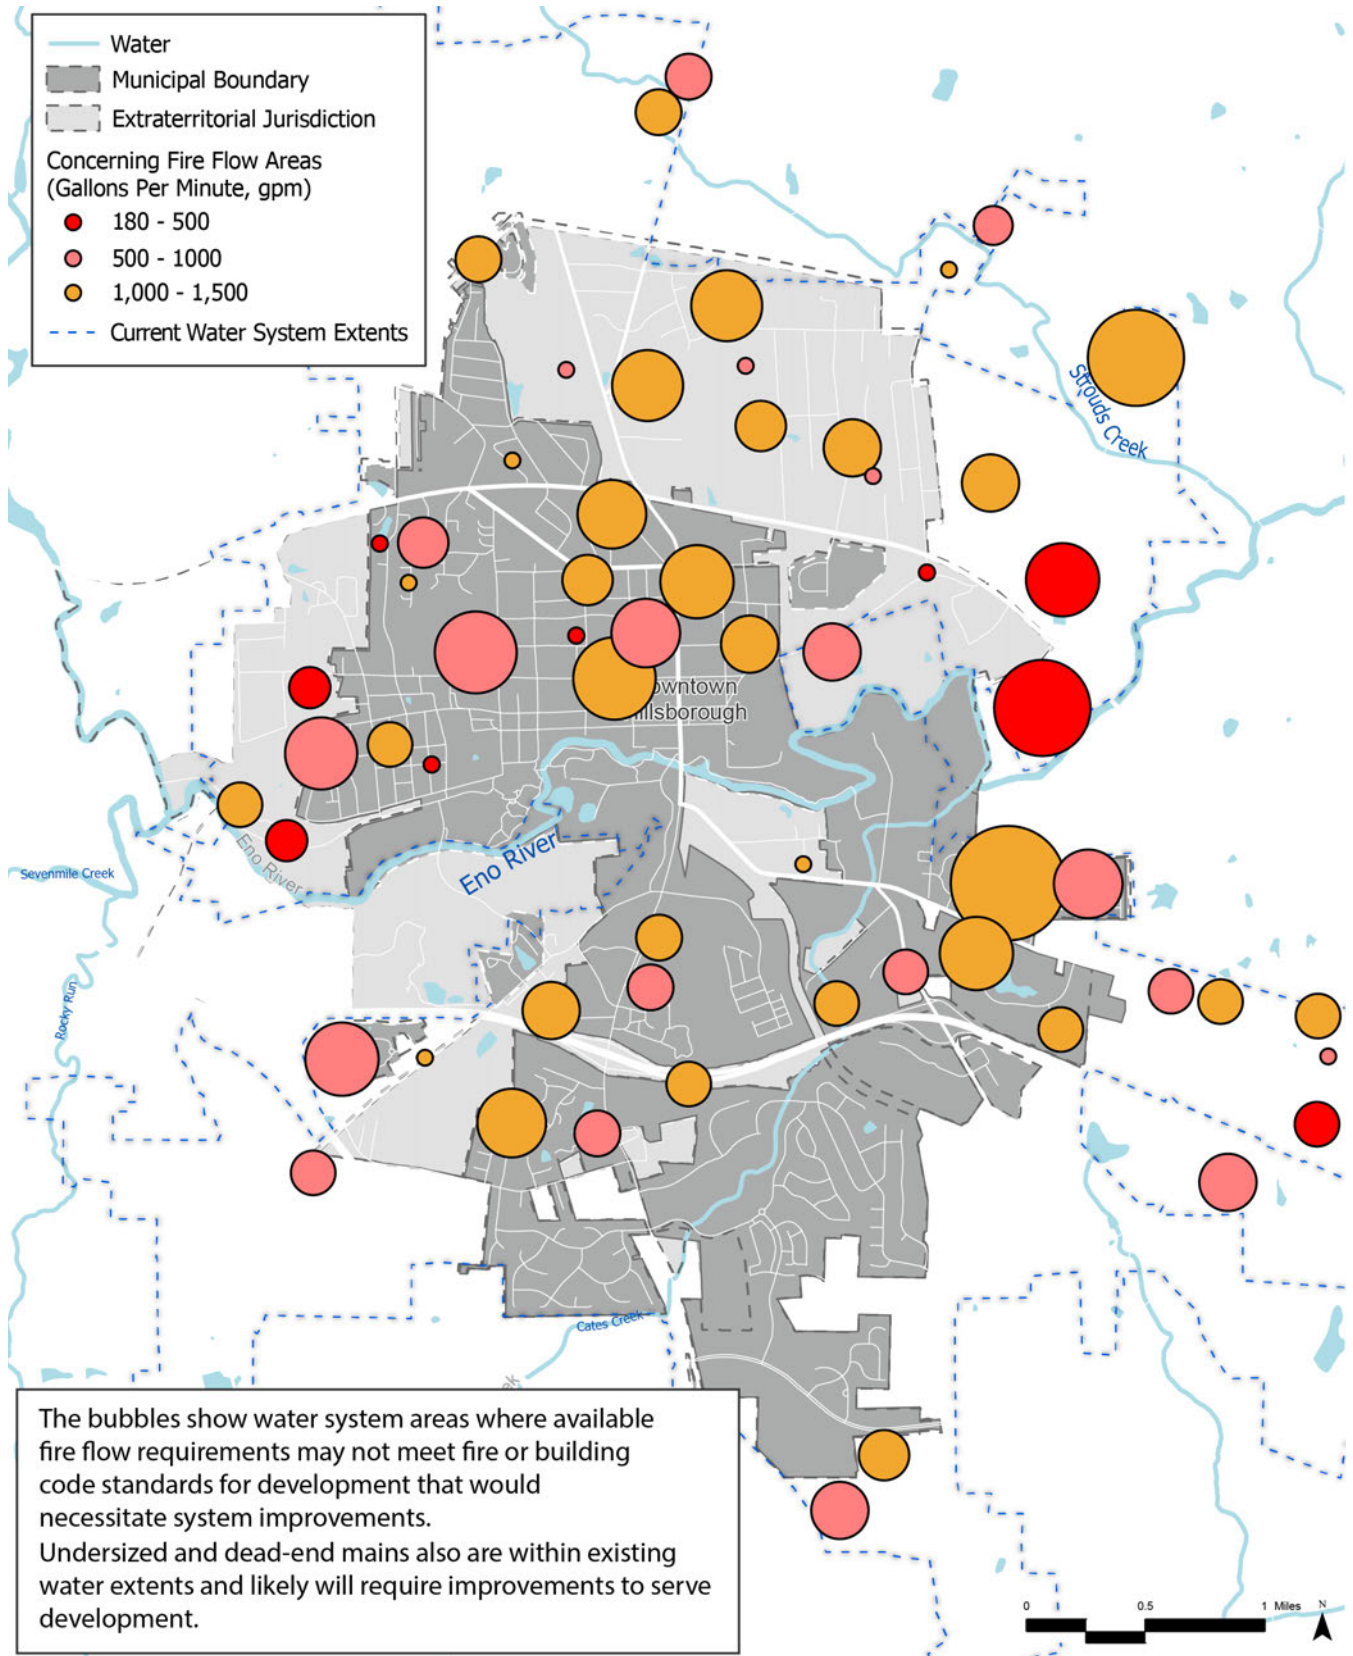 Water
Municipal Boundary
Extraterritorial Jurisdiction
Concerning Fire Flow Areas
(Gallons Per Minute, gpm)
180 - 500
500 - 1000
1,000 - 1,500
Current Water System Extents
Strouds Creek
owntown
illsborough
Eno River
Eno River
Sevenmile Creek
Rocky Run
Cates Creek
ek
The bubbles show water system areas where available
fire flow requirements may not meet fire or building
code standards for development that would
necessitate system improvements.
Undersized and dead-end mains also are within existing
water extents and likely will require improvements to serve
development.
0 0.5 1 Miles N